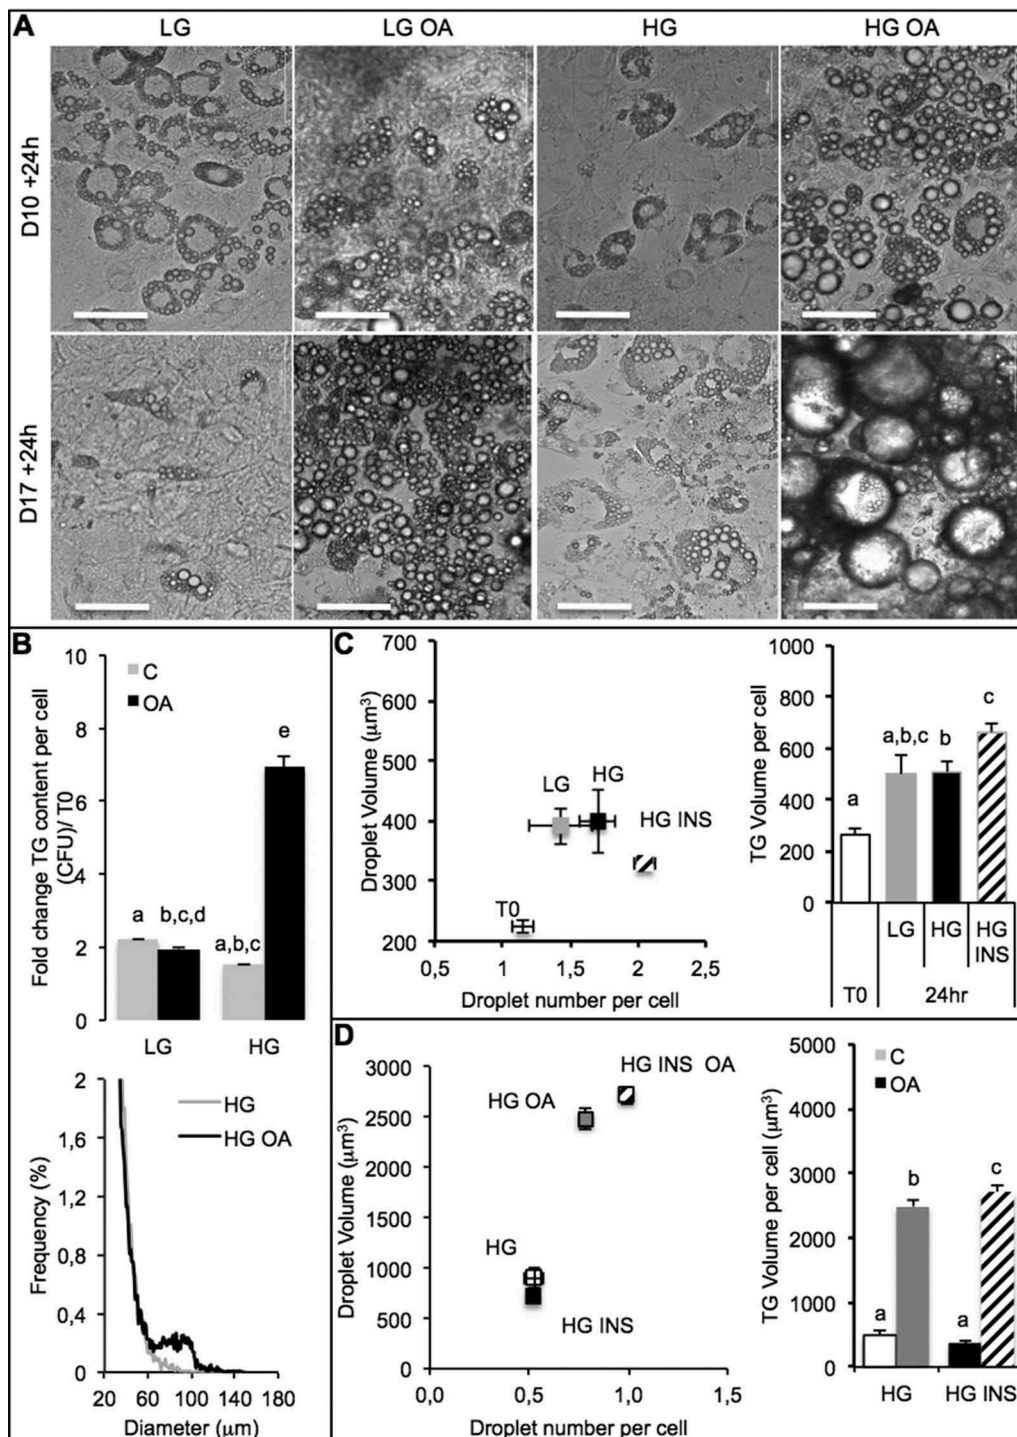 A
LG
LG OA
HG
HG OA
D10 +24h
D17 +24h
B
Fold change TG content per cell
(CFU)/ T0
10
8
6
4
2
0
C
OA
a
b,c,d
a,b,c
e
LG
HG
Frequency (%)
2
1,6
1,2
0,8
0,4
0
HG
HG OA
20
60
100
140
180
Diameter (μm)
C
Droplet Volume (μm³)
700
600
500
400
300
200
LG
HG
HG INS
T0
0,5
1
1,5
2
2,5
Droplet number per cell
TG Volume per cell
1000
800
600
400
200
0
a
a,b,c
b
c
LG
HG
HG
INS
T0
24hr
D
Droplet Volume (μm³)
3000
2500
2000
1500
1000
500
0
HG INS OA
HG OA
HG
HG INS
0,0
0,5
1,0
1,5
Droplet number per cell
TG Volume per cell (μm³)
5000
4000
3000
2000
1000
0
C
OA
a
b
a
c
HG
HG INS